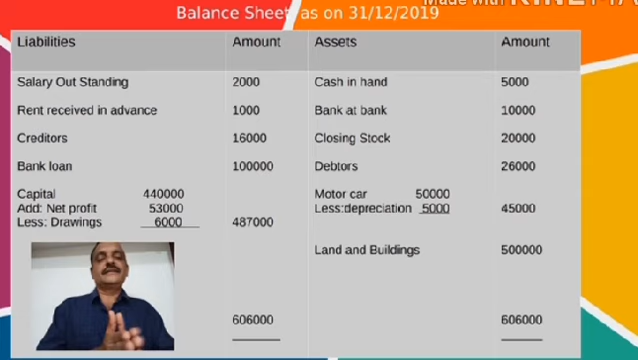 Made with KINE
Balance Sheet as on 31/12/2019
Liabilities Amount Assets Amount
Salary Out Standing 2000 Cash in hand 5000
Rent received in advance 1000 Bank at bank 10000
Creditors 16000 Closing Stock 20000
Bank loan 100000 Debtors 26000
Capital 440000 Motor car 50000
Add: Net profit 53000 Less:depreciation 5000 45000
Less: Drawings 6000 487000
Land and Buildings 500000
606000 606000